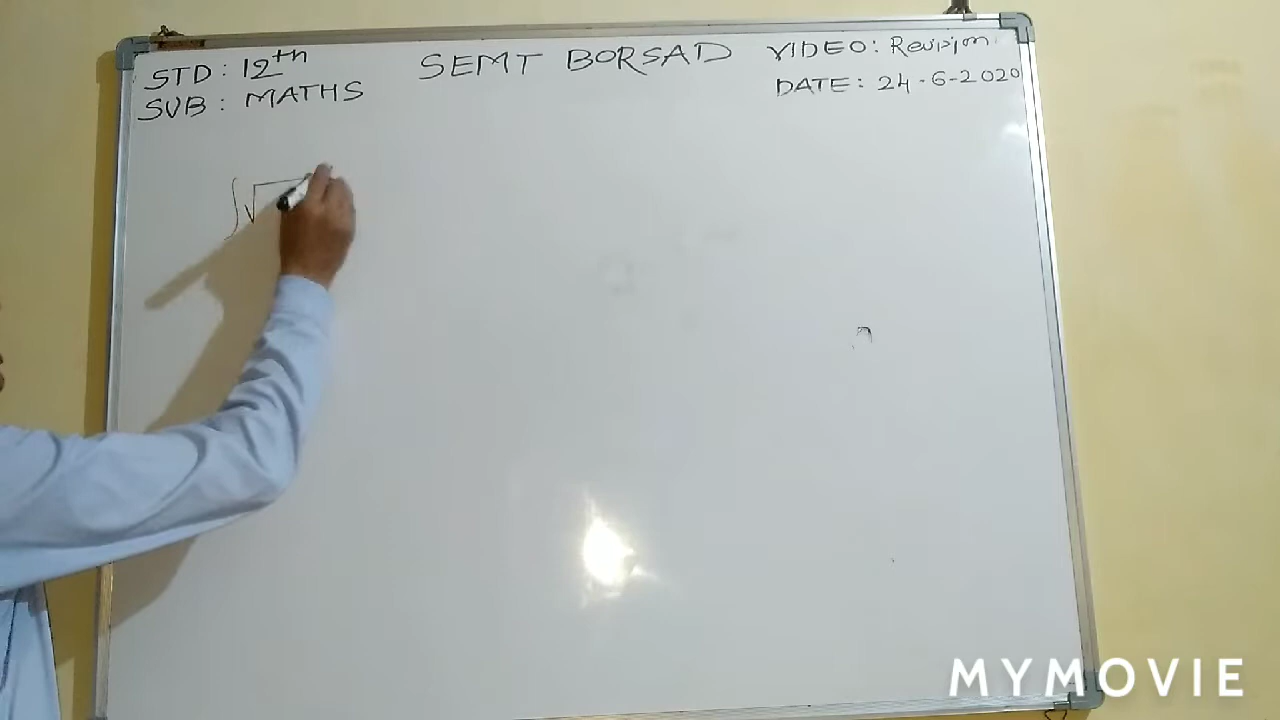 STD: 12th
SUB: MATHS
SEMT BORSAD
VIDEO: Revision
DATE: 24-6-2020
∫√
MYMOVIE